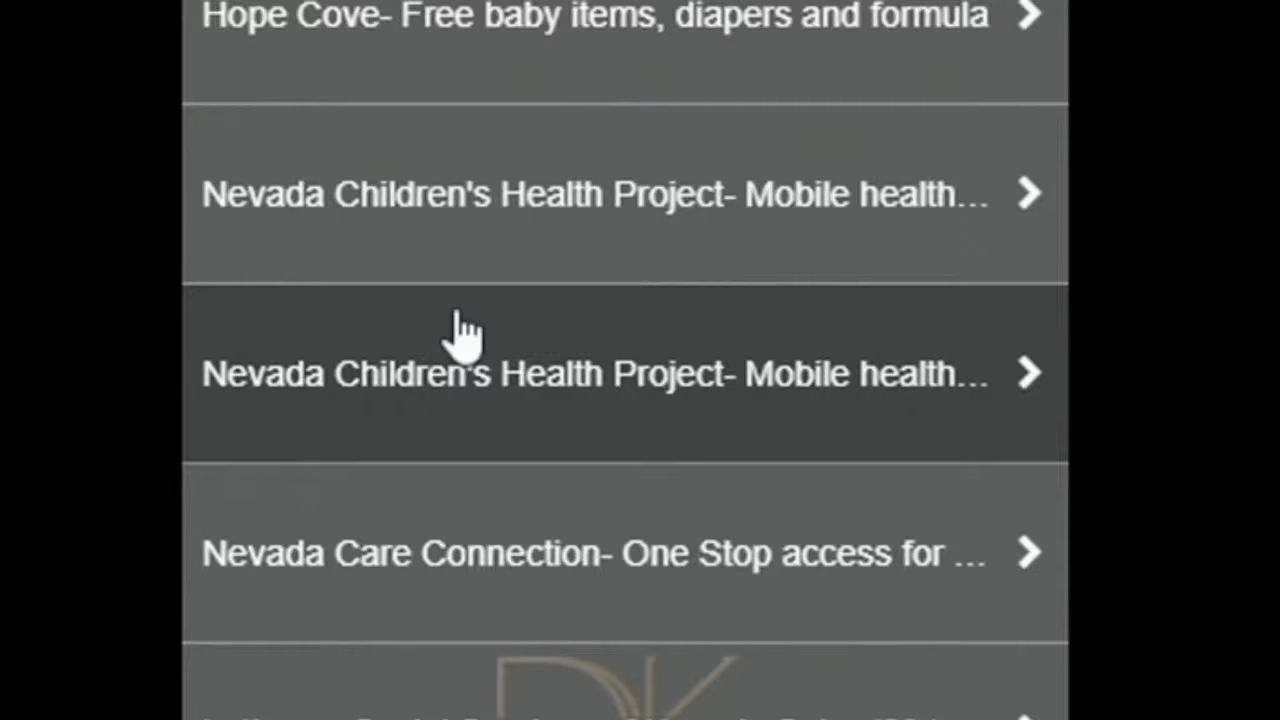 Hope Cove- Free baby items, diapers and formula
Nevada Children's Health Project- Mobile health...
Nevada Children's Health Project- Mobile health...
Nevada Care Connection- One Stop access for ...
DK